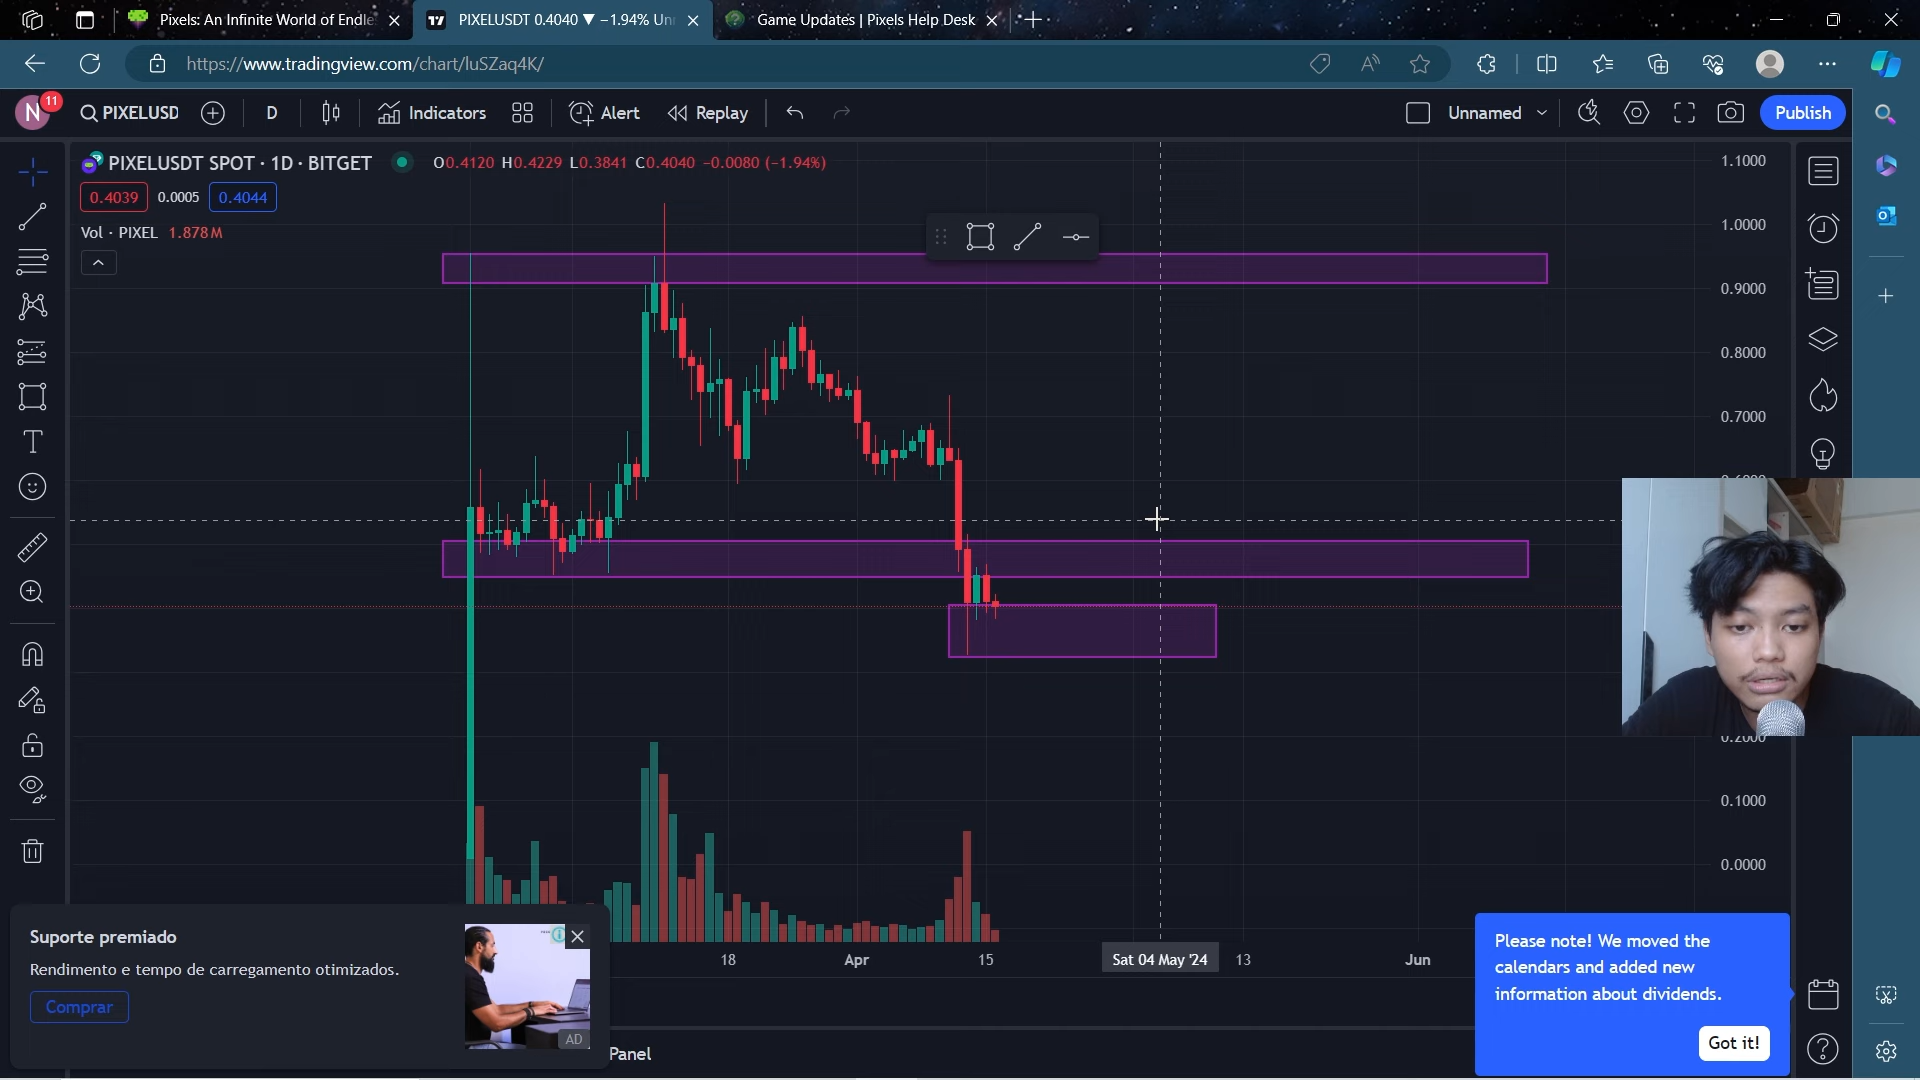 Pixels: An Infinite World of Endle
PIXELUSDT 0.4040 ▼ −1.94% Un
Game Updates | Pixels Help Desk
https://www.tradingview.com/chart/luSZaq4K/
N
11
PIXELUSD
D
Indicators
Alert
Replay
Unnamed
Publish
PIXELUSDT SPOT · 1D · BITGET
O0.4120 H0.4229 L0.3841 C0.4040 −0.0080 (−1.94%)
0.4039
0.0005
0.4044
Vol · PIXEL 1.878M
1.1000
1.0000
0.9000
0.8000
0.7000
0.2000
0.1000
0.0000
18
Apr
15
Sat 04 May '24
13
Jun
Suporte premiado
Rendimento e tempo de carregamento otimizados.
Comprar
AD
Panel
Please note! We moved the
calendars and added new
information about dividends.
Got it!